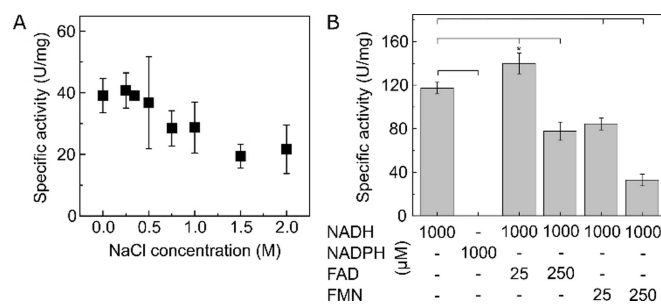 A
Specific activity (U/mg)
60
40
20
0
0.0 0.5 1.0 1.5 2.0
NaCl concentration (M)
B
Specific activity (U/mg)
160
120
80
40
0
*
NADH 1000 - 1000 1000 1000 1000
NADPH - 1000 - - - -
FAD - - 25 250 - -
FMN - - - - 25 250
(µM)